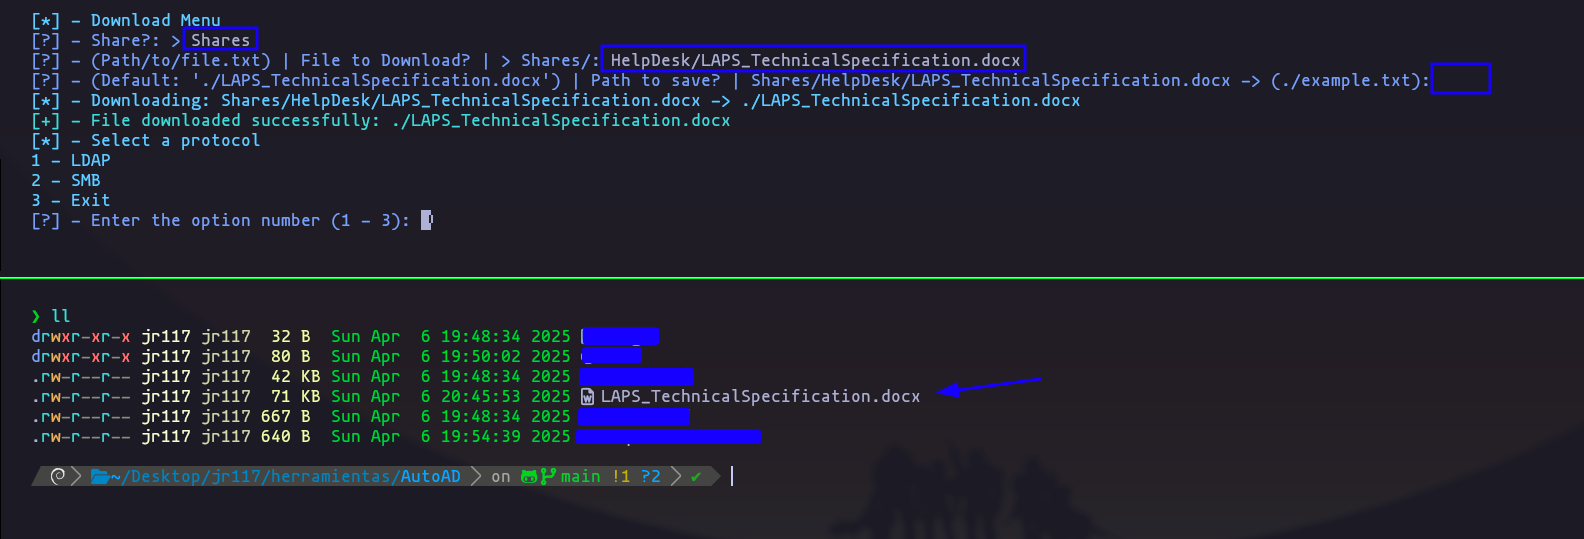 [*] - Download Menu
[?] - Share?: > Shares
[?] - (Path/to/file.txt) | File to Download? | > Shares/: HelpDesk/LAPS_TechnicalSpecification.docx
[?] - (Default: './LAPS_TechnicalSpecification.docx') | Path to save? | Shares/HelpDesk/LAPS_TechnicalSpecification.docx -> (./example.txt):
[*] - Downloading: Shares/HelpDesk/LAPS_TechnicalSpecification.docx -> ./LAPS_TechnicalSpecification.docx
[+] - File downloaded successfully: ./LAPS_TechnicalSpecification.docx
[*] - Select a protocol
1 - LDAP
2 - SMB
3 - Exit
[?] - Enter the option number (1 - 3):
❯ ll
drwxr-xr-x jr117 jr117 32 B Sun Apr 6 19:48:34 2025
drwxr-xr-x jr117 jr117 80 B Sun Apr 6 19:50:02 2025
.rw-r--r-- jr117 jr117 42 KB Sun Apr 6 19:48:34 2025
.rw-r--r-- jr117 jr117 71 KB Sun Apr 6 20:45:53 2025 LAPS_TechnicalSpecification.docx
.rw-r--r-- jr117 jr117 667 B Sun Apr 6 19:48:34 2025
.rw-r--r-- jr117 jr117 640 B Sun Apr 6 19:54:39 2025
~/Desktop/jr117/herramientas/AutoAD on main !1 ?2 ✔